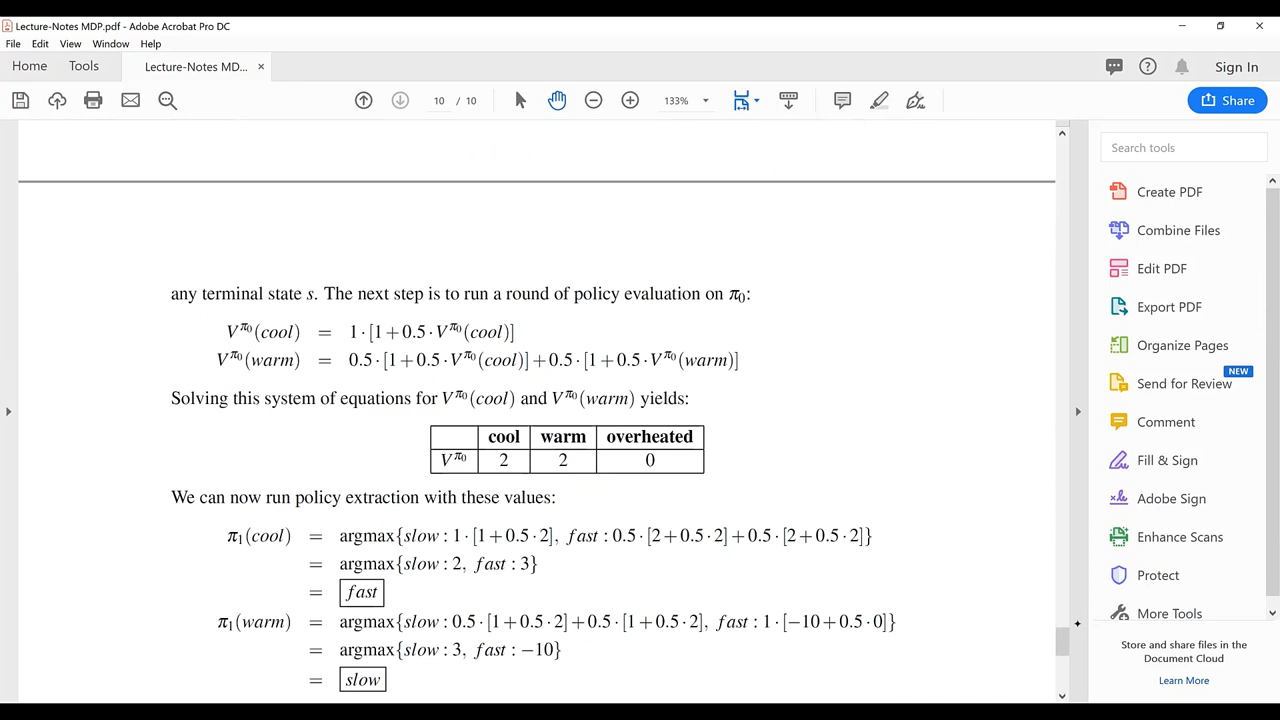 Lecture-Notes MDP.pdf - Adobe Acrobat Pro DC
File Edit View Window Help
Home Tools Lecture-Notes MD... × Sign In
10 / 10 133% Share
Search tools
Create PDF
Combine Files
Edit PDF
Export PDF
Organize Pages
NEW
Send for Review
Comment
Fill & Sign
Adobe Sign
Enhance Scans
Protect
More Tools
Store and share files in the
Document Cloud
Learn More
any terminal state s. The next step is to run a round of policy evaluation on π₀:
V^π₀(cool) = 1·[1+0.5·V^π₀(cool)]
V^π₀(warm) = 0.5·[1+0.5·V^π₀(cool)]+0.5·[1+0.5·V^π₀(warm)]
Solving this system of equations for V^π₀(cool) and V^π₀(warm) yields:
cool warm overheated
V^π₀ 2 2 0
We can now run policy extraction with these values:
π₁(cool) = argmax{slow : 1·[1+0.5·2], fast : 0.5·[2+0.5·2]+0.5·[2+0.5·2]}
= argmax{slow : 2, fast : 3}
= fast
π₁(warm) = argmax{slow : 0.5·[1+0.5·2]+0.5·[1+0.5·2], fast : 1·[−10+0.5·0]}
= argmax{slow : 3, fast : −10}
= slow